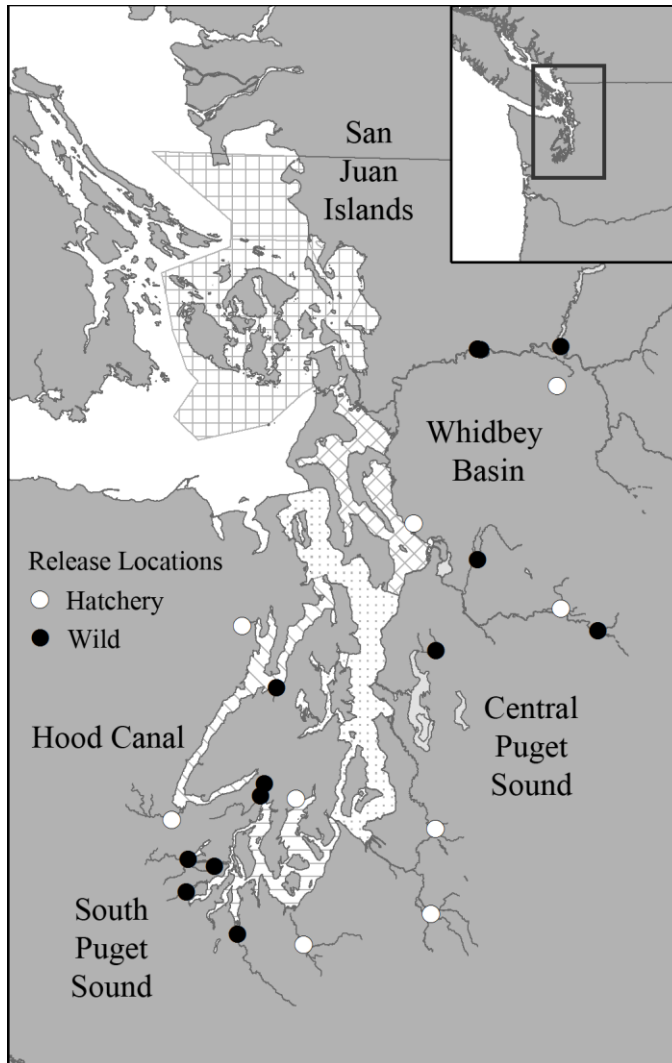 San
Juan
Islands
Whidbey
Basin
Release Locations
Hatchery
Wild
Hood Canal
Central
Puget
Sound
South
Puget
Sound